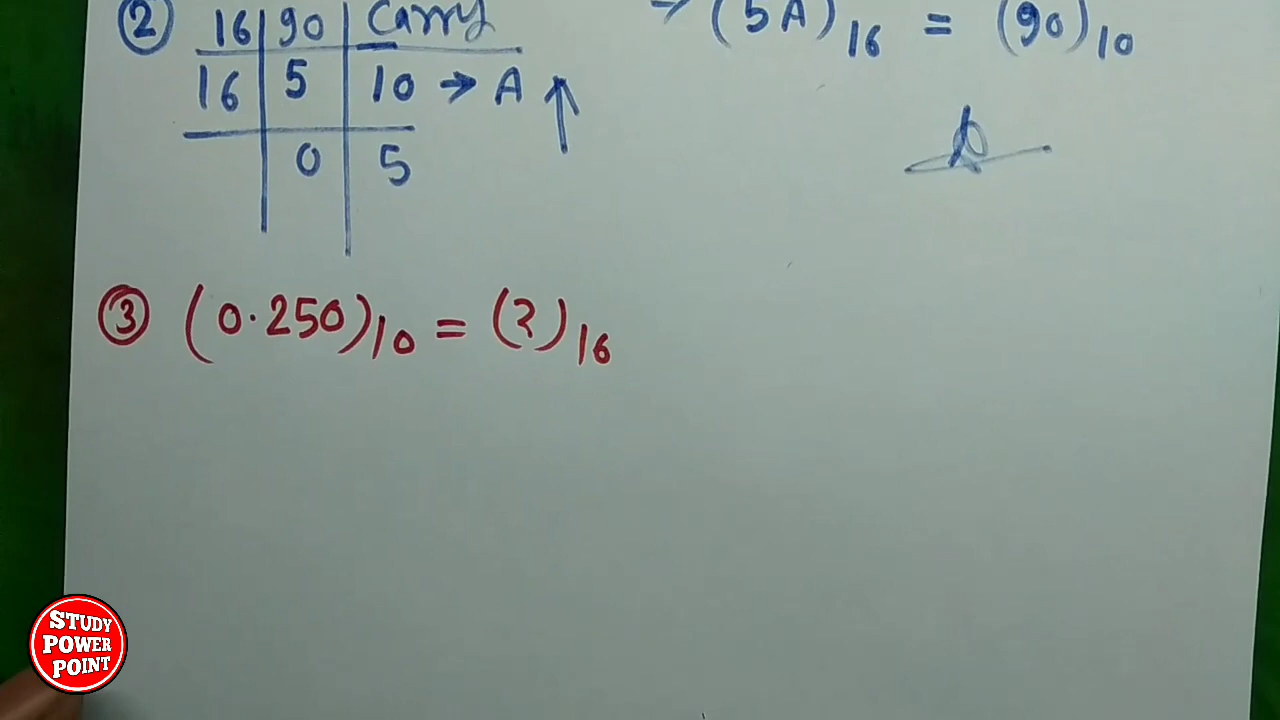 ② 16 90 Carry → (5A)16 = (90)10
16 5 10 → A ↑
0 5
③ (0.250)10 = (?)16
STUDY
POWER
POINT